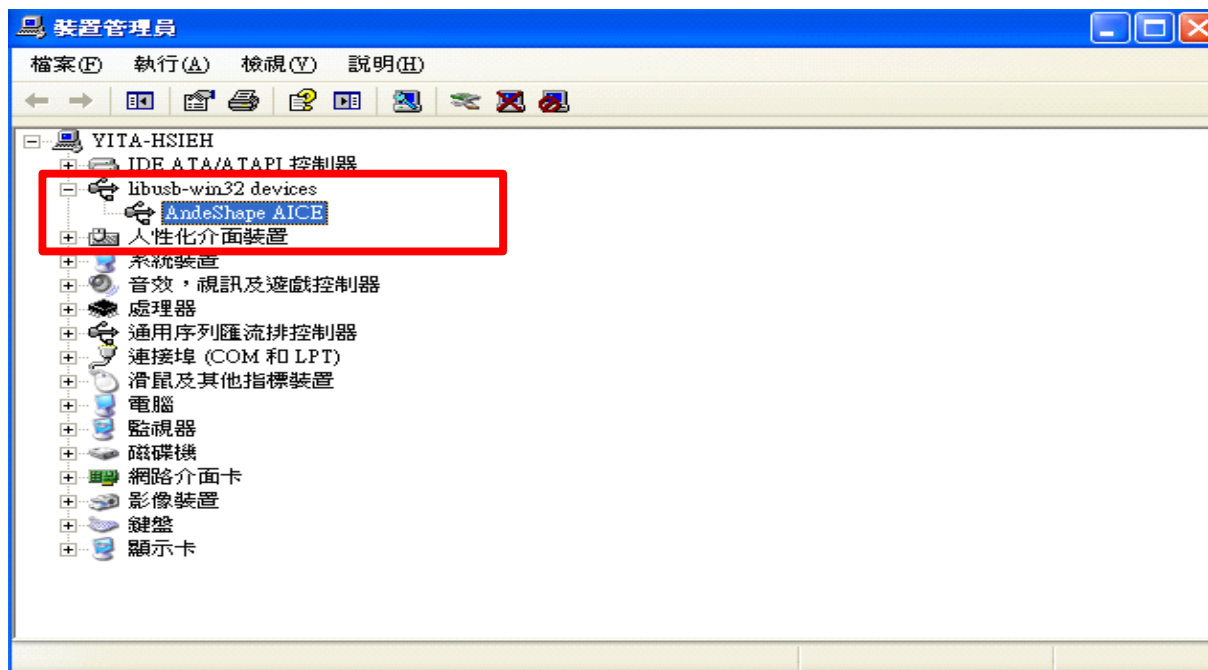 裝置管理員
檔案(F) 執行(A) 檢視(V) 說明(H)
YITA-HSIEH
IDE ATA/ATAPI 控制器
libusb-win32 devices
AndeShape AICE
人性化介面裝置
系統裝置
音效，視訊及遊戲控制器
處理器
通用序列匯流排控制器
連接埠 (COM 和 LPT)
滑鼠及其他指標裝置
電腦
監視器
磁碟機
網路介面卡
影像裝置
鍵盤
顯示卡